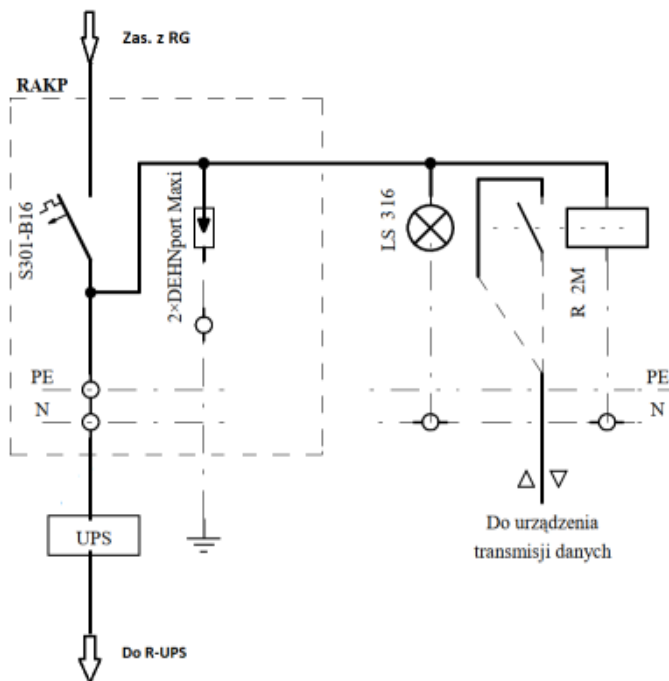 Zas. z RG
RAKP
S301-B16
2×DEHNport Maxi
LS 316
R 2M
PE
N
PE
N
UPS
Do urządzenia
transmisji danych
Do R-UPS